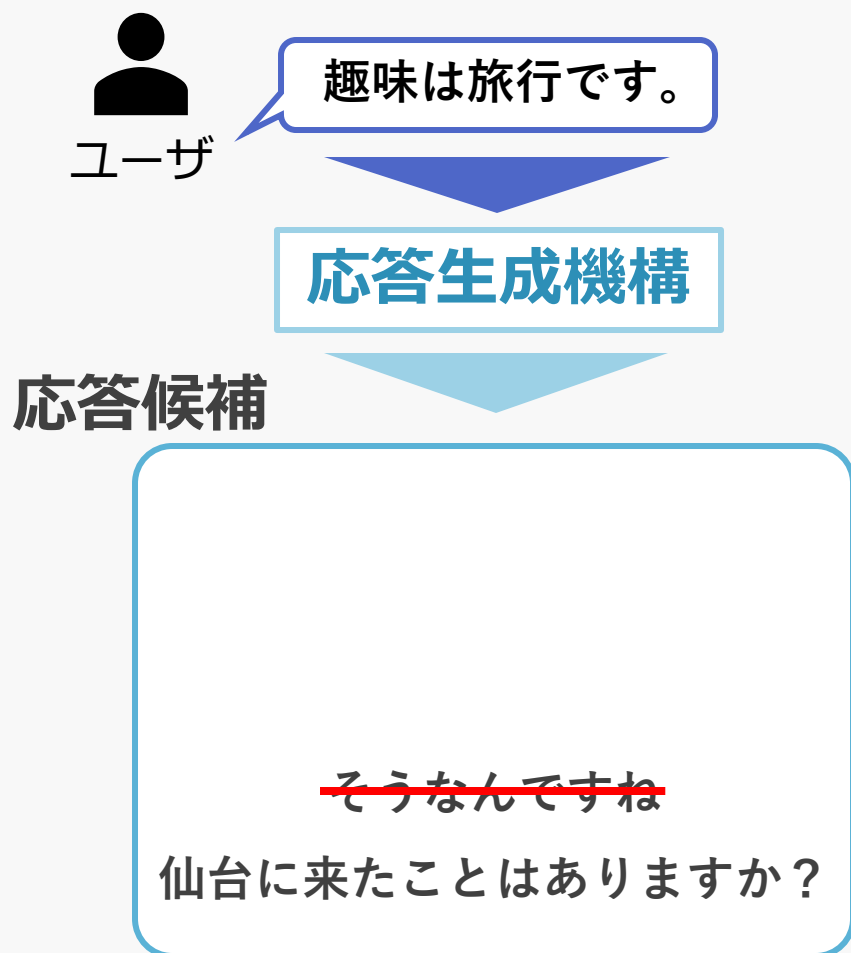 趣味は旅行です。
ユーザ
応答生成機構
応答候補
そうなんですね
仙台に来たことはありますか？